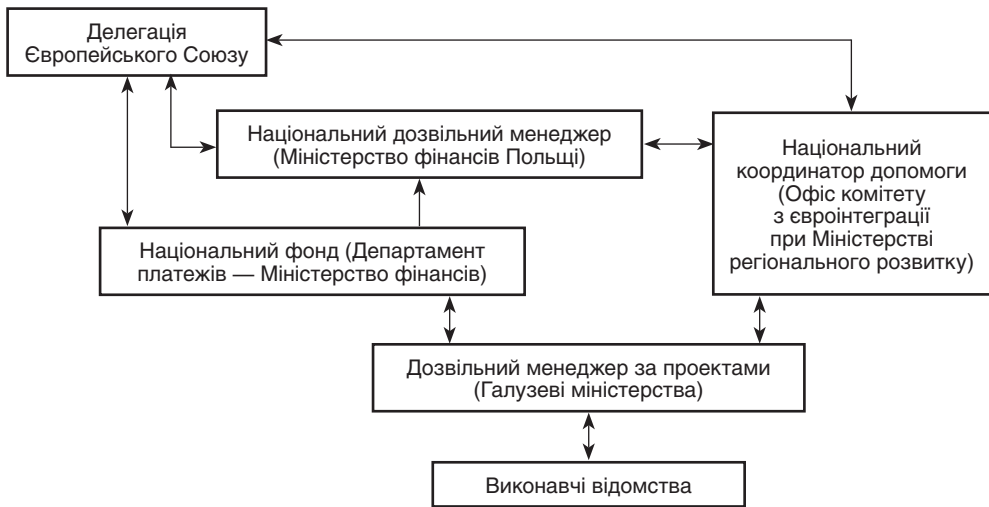 Делегація
Європейського Союзу
Національний дозвільний менеджер
(Міністерство фінансів Польщі)
Національний
координатор допомоги
(Офіс комітету
з євроінтеграції
при Міністерстві
регіонального розвитку)
Національний фонд (Департамент
платежів — Міністерство фінансів)
Дозвільний менеджер за проектами
(Галузеві міністерства)
Виконавчі відомства